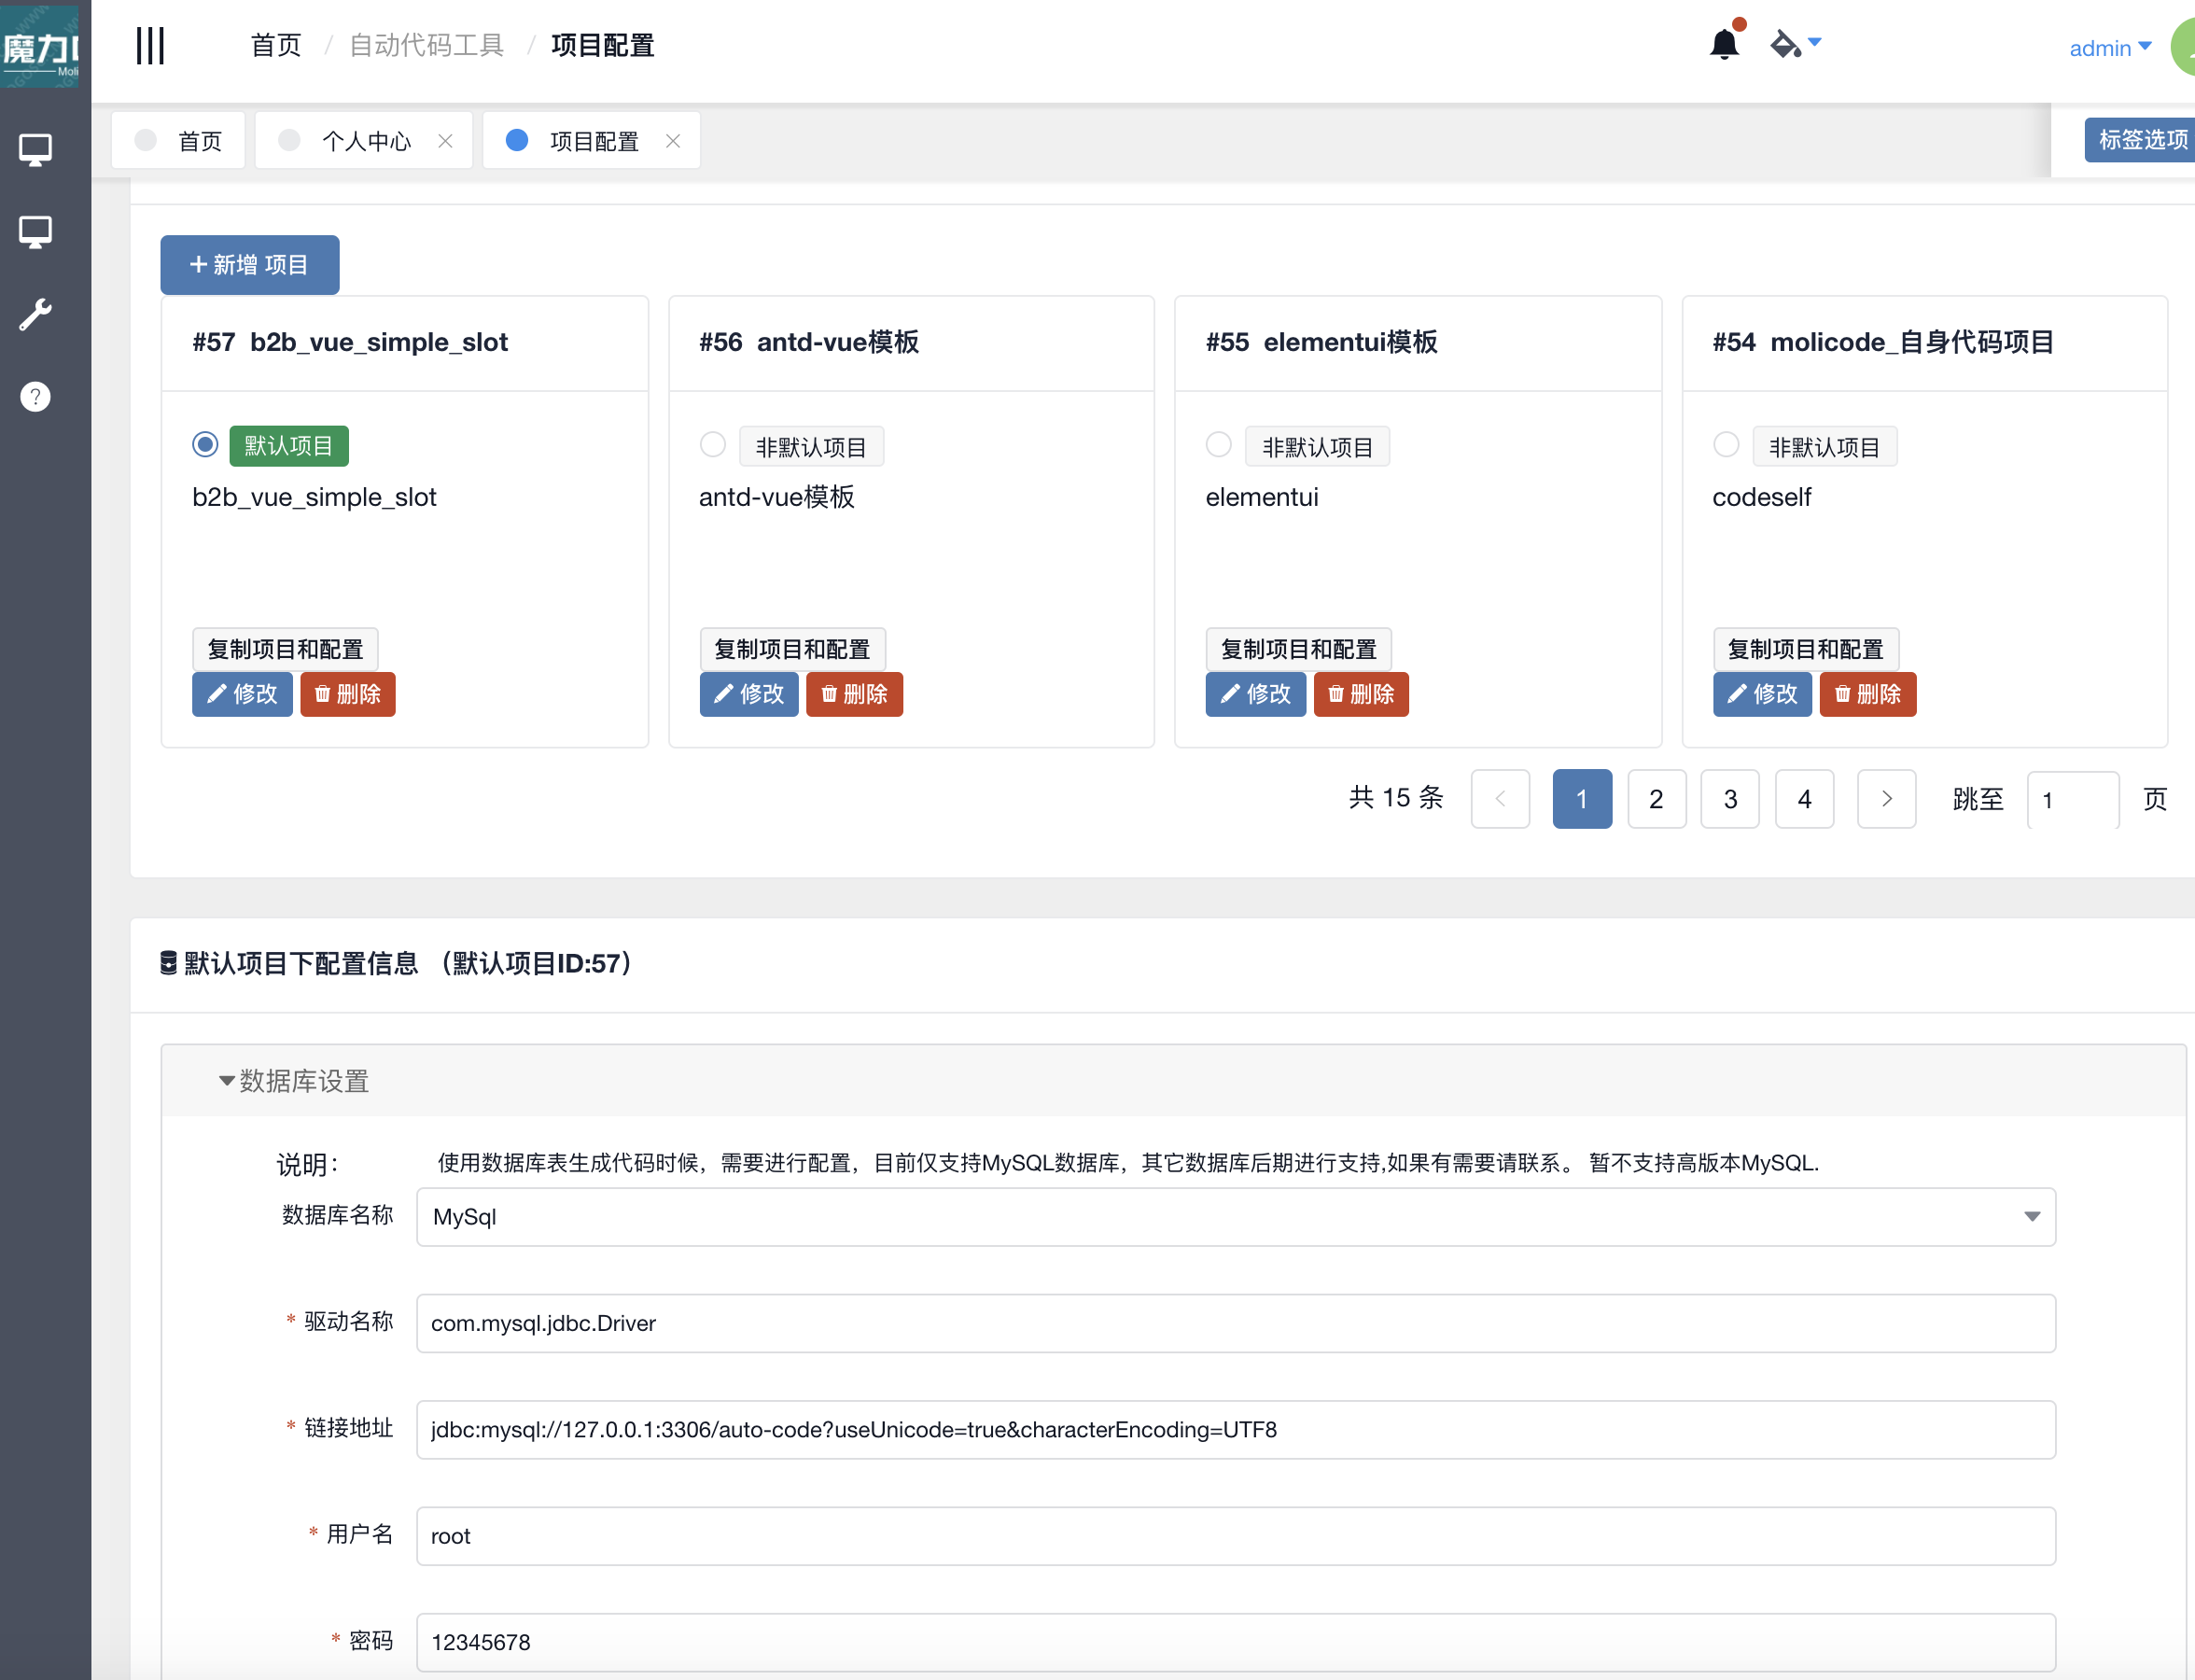 魔力
Moli
首页 / 自动代码工具 / 项目配置
admin
首页
个人中心
项目配置
标签选项
+ 新增 项目
#57 b2b_vue_simple_slot
默认项目
b2b_vue_simple_slot
复制项目和配置
修改 删除
#56 antd-vue模板
非默认项目
antd-vue模板
复制项目和配置
修改 删除
#55 elementui模板
非默认项目
elementui
复制项目和配置
修改 删除
#54 molicode_自身代码项目
非默认项目
codeself
复制项目和配置
修改 删除
共 15 条 < 1 2 3 4 > 跳至 1 页
默认项目下配置信息 （默认项目ID:57）
数据库设置
说明： 使用数据库表生成代码时候，需要进行配置，目前仅支持MySQL数据库，其它数据库后期进行支持,如果有需要请联系。 暂不支持高版本MySQL.
数据库名称 MySql
* 驱动名称 com.mysql.jdbc.Driver
* 链接地址 jdbc:mysql://127.0.0.1:3306/auto-code?useUnicode=true&characterEncoding=UTF8
* 用户名 root
* 密码 12345678